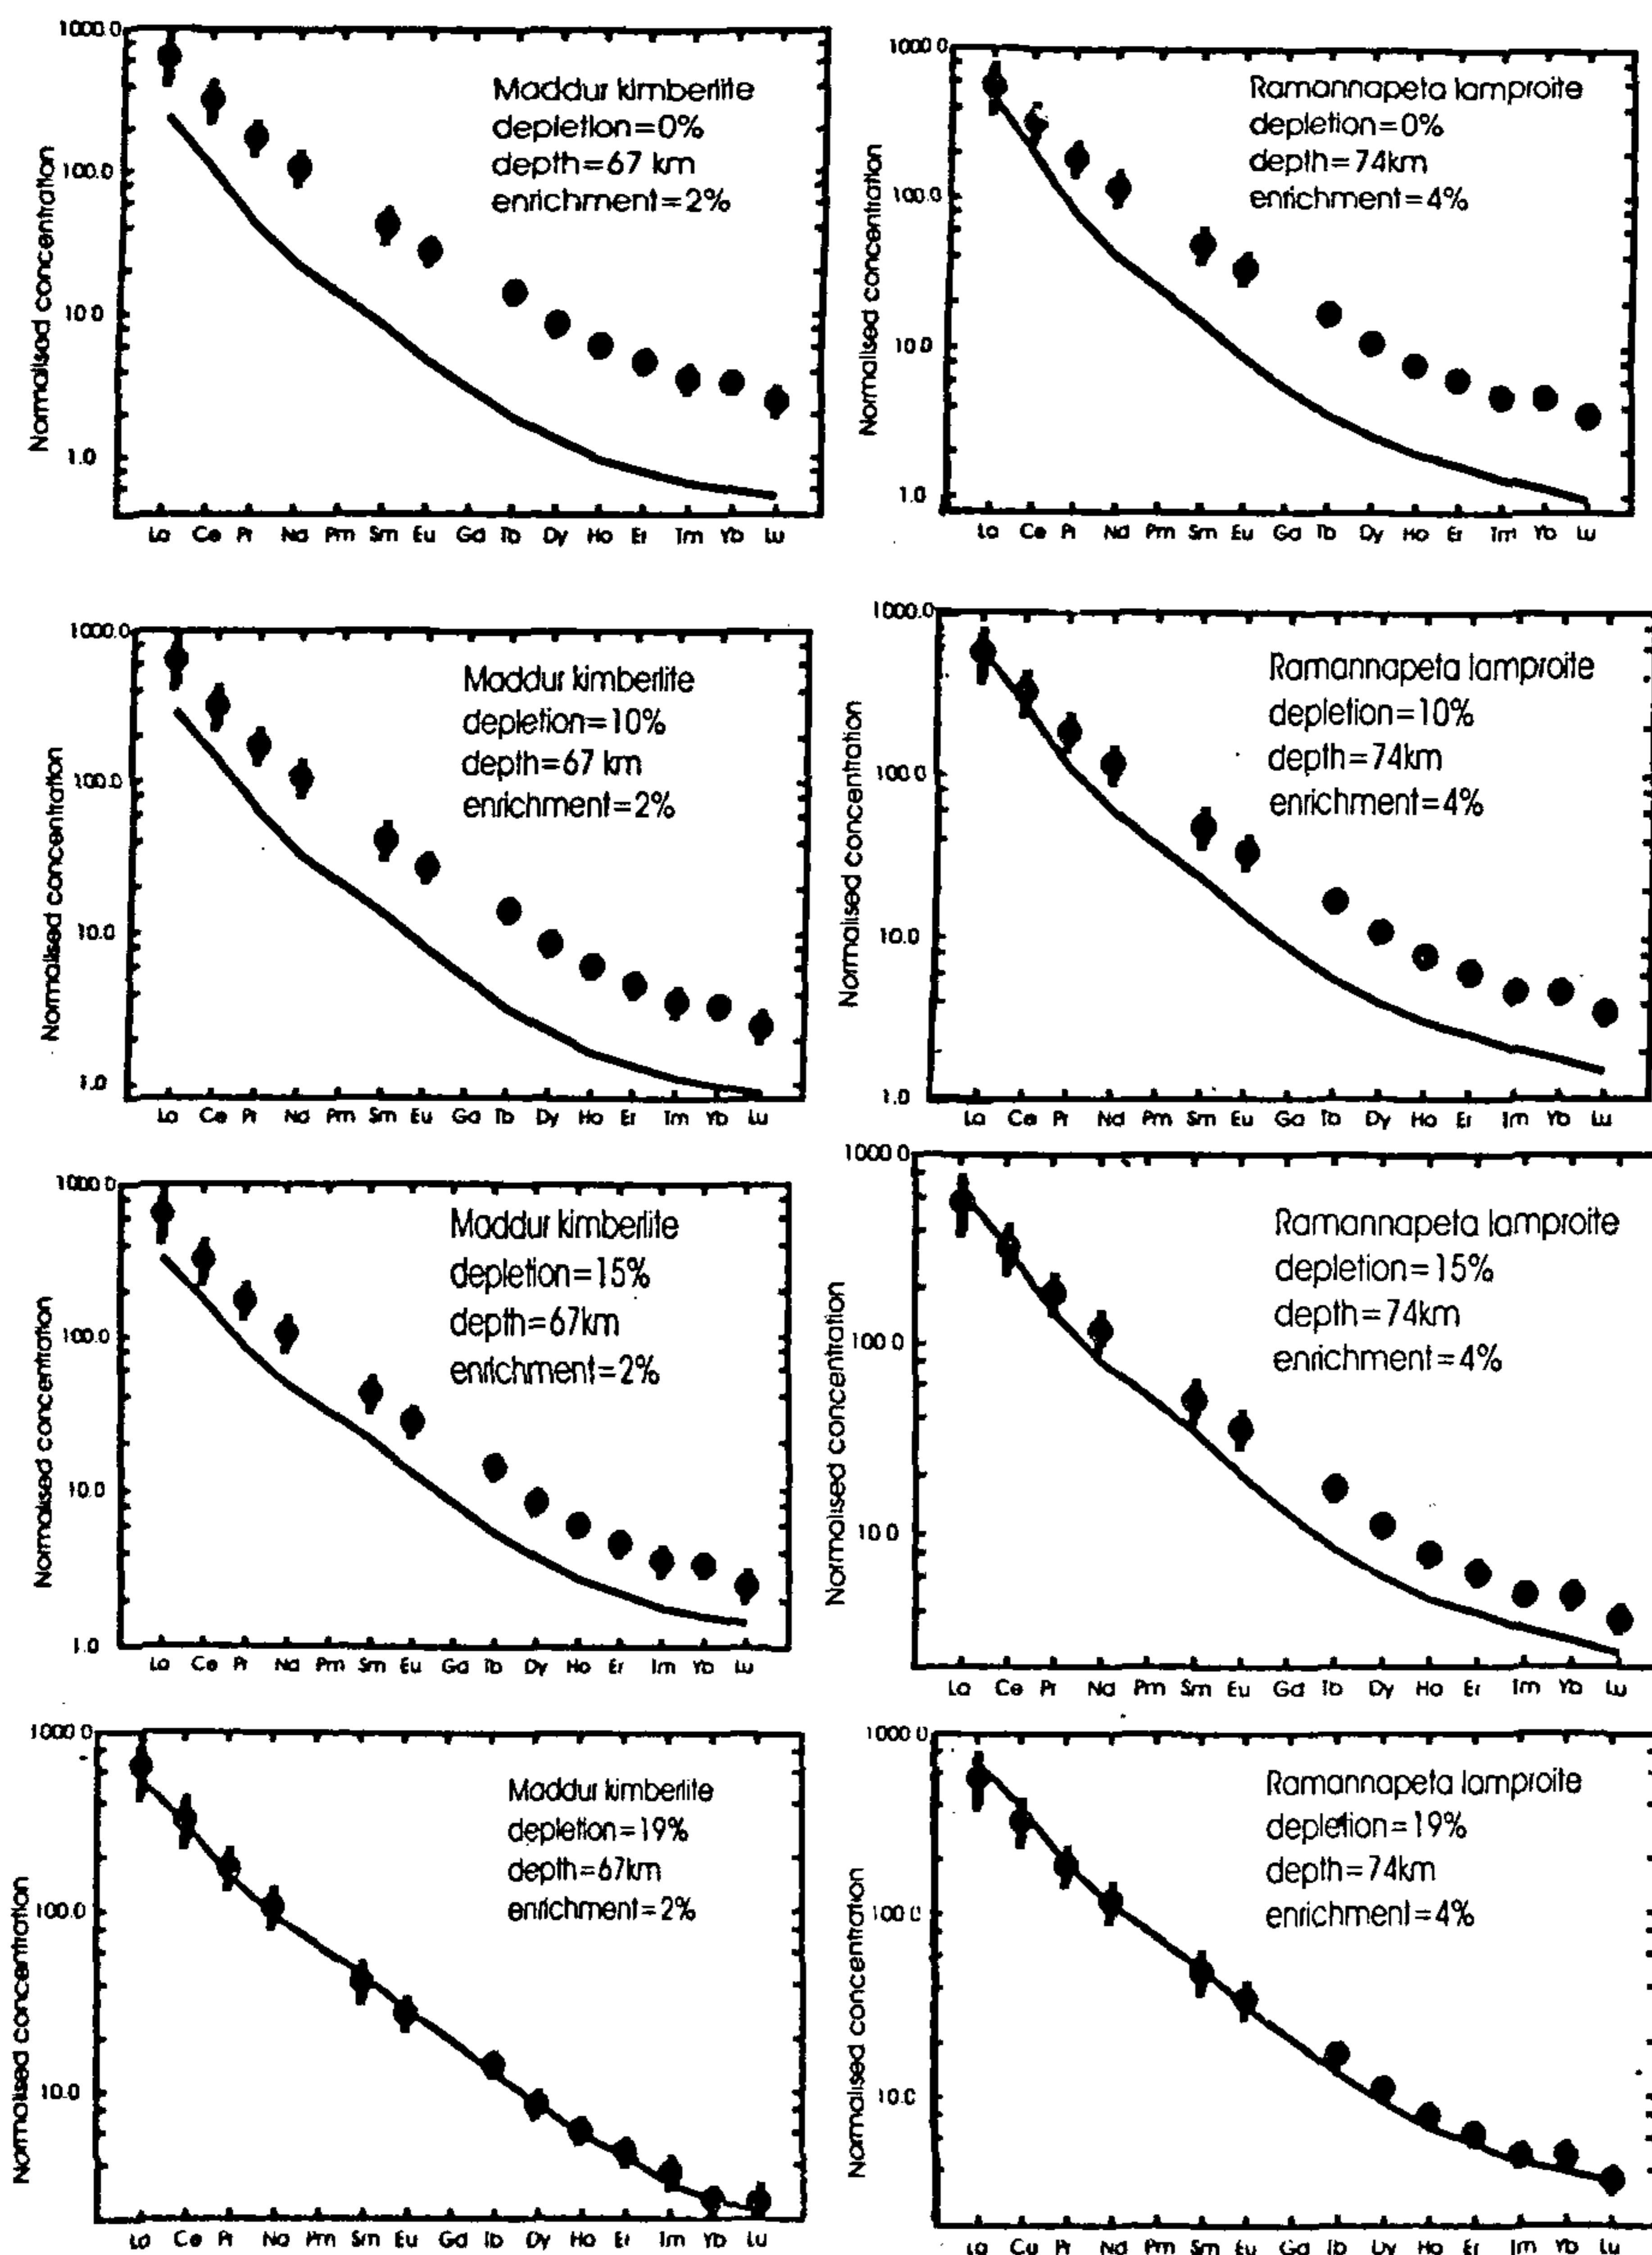 1000.0
100.0
10.0
1.0
Normalised concentration
Maddur kimberlite
depletion=0%
depth=67 km
enrichment=2%
La Ce Pr Nd Pm Sm Eu Gd Tb Dy Ho Er Tm Yb Lu
1000.0
100.0
10.0
1.0
Normalised concentration
Ramannapeta lamproite
depletion=0%
depth=74km
enrichment=4%
La Ce Pr Nd Pm Sm Eu Gd Tb Dy Ho Er Tm Yb Lu
1000.0
100.0
10.0
1.0
Normalised concentration
Maddur kimberlite
depletion=10%
depth=67 km
enrichment=2%
La Ce Pr Nd Pm Sm Eu Gd Tb Dy Ho Er Tm Yb Lu
1000.0
100.0
10.0
1.0
Normalised concentration
Ramannapeta lamproite
depletion=10%
depth=74km
enrichment=4%
La Ce Pr Nd Pm Sm Eu Gd Tb Dy Ho Er Tm Yb Lu
1000.0
100.0
10.0
1.0
Normalised concentration
Maddur kimberlite
depletion=15%
depth=67km
enrichment=2%
La Ce Pr Nd Pm Sm Eu Gd Tb Dy Ho Er Tm Yb Lu
1000.0
100.0
10.0
Normalised concentration
Ramannapeta lamproite
depletion=15%
depth=74km
enrichment=4%
La Ce Pr Nd Pm Sm Eu Gd Tb Dy Ho Er Tm Yb Lu
1000.0
100.0
10.0
Normalised concentration
Maddur kimberlite
depletion=19%
depth=67km
enrichment=2%
La Ce Pr Nd Pm Sm Eu Gd Tb Dy Ho Er Tm Yb Lu
1000.0
100.0
10.0
Normalised concentration
Ramannapeta lamproite
depletion=19%
depth=74km
enrichment=4%
La Ce Pr Nd Pm Sm Eu Gd Tb Dy Ho Er Tm Yb Lu